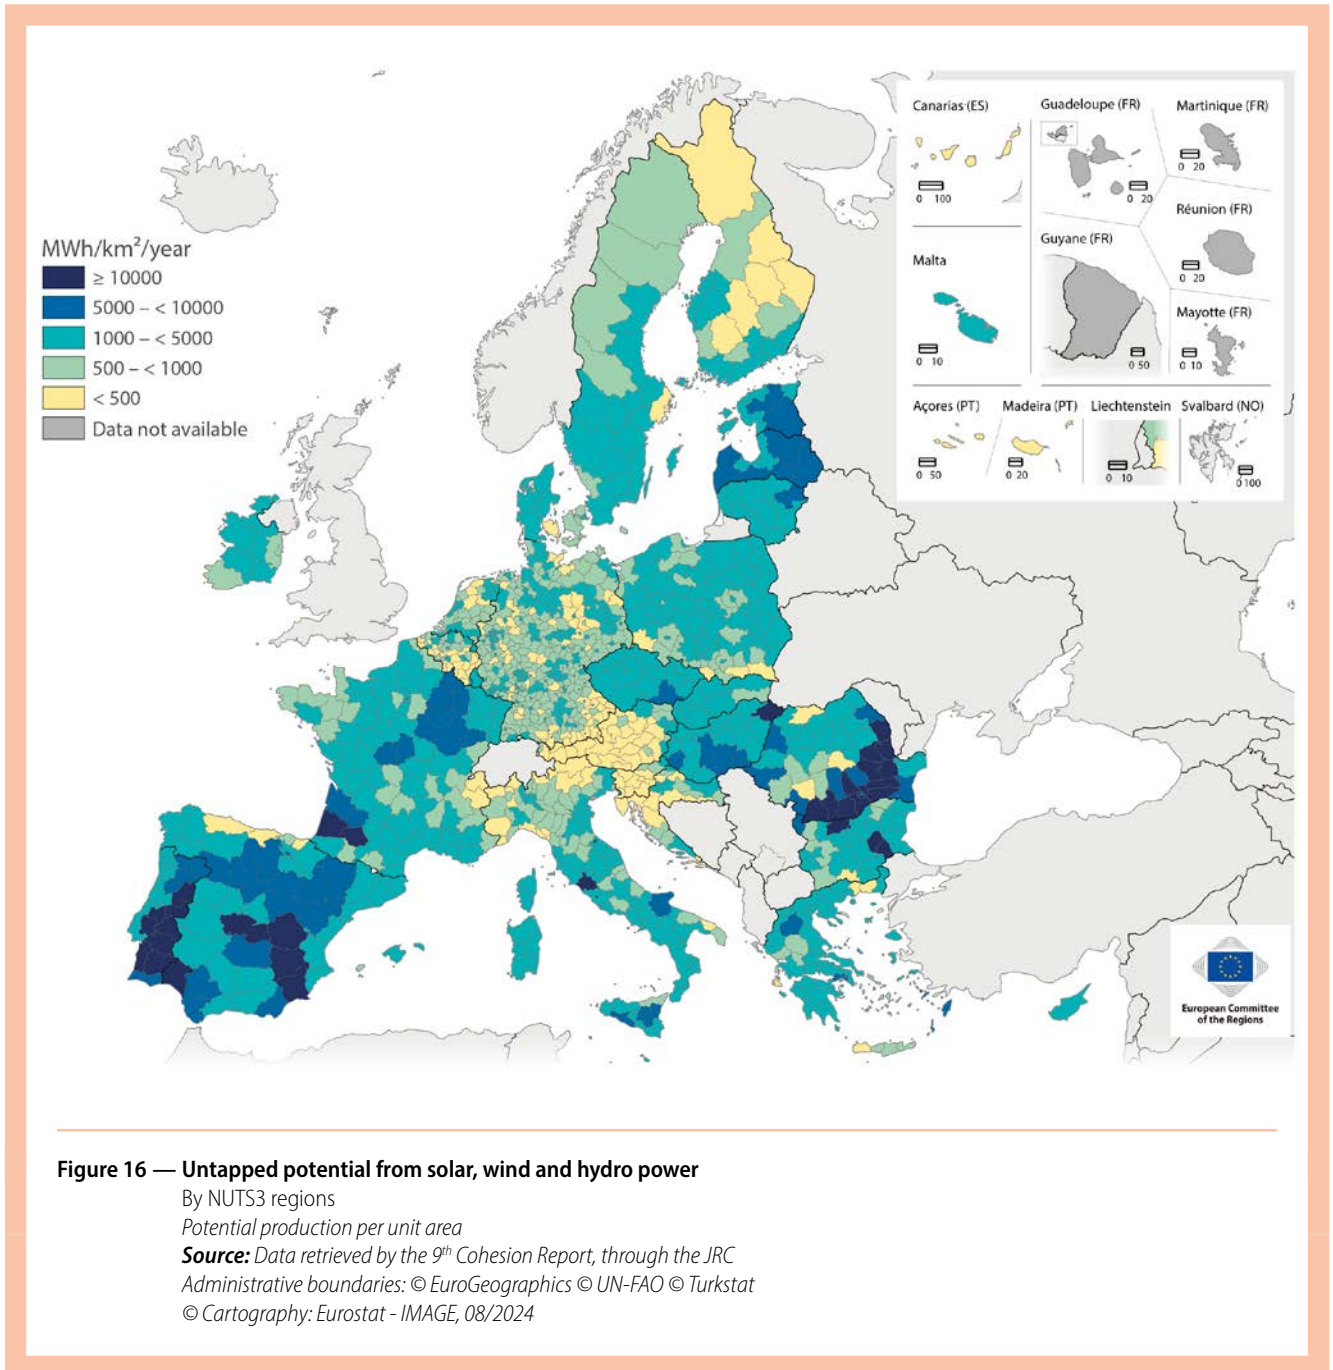 MWh/km²/year
≥ 10000
5000 – < 10000
1000 – < 5000
500 – < 1000
< 500
Data not available
Canarias (ES)
0 100
Guadeloupe (FR)
0 20
Martinique (FR)
0 20
Réunion (FR)
0 20
Malta
0 10
Guyane (FR)
0 50
Mayotte (FR)
0 10
Açores (PT)
0 50
Madeira (PT)
0 20
Liechtenstein
0 10
Svalbard (NO)
0 100
European Committee
of the Regions
Figure 16 — Untapped potential from solar, wind and hydro power
By NUTS3 regions
Potential production per unit area
Source: Data retrieved by the 9th Cohesion Report, through the JRC
Administrative boundaries: © EuroGeographics © UN-FAO © Turkstat
© Cartography: Eurostat - IMAGE, 08/2024